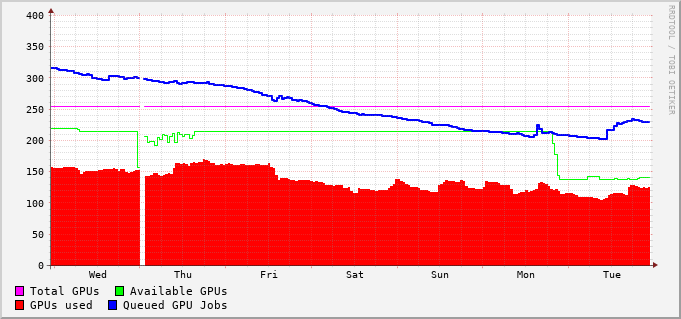 400
350
300
250
200
150
100
50
0
Wed Thu Fri Sat Sun Mon Tue
Total GPUs Available GPUs
GPUs used Queued GPU Jobs
RRDTOOL / TOBI OETIKER